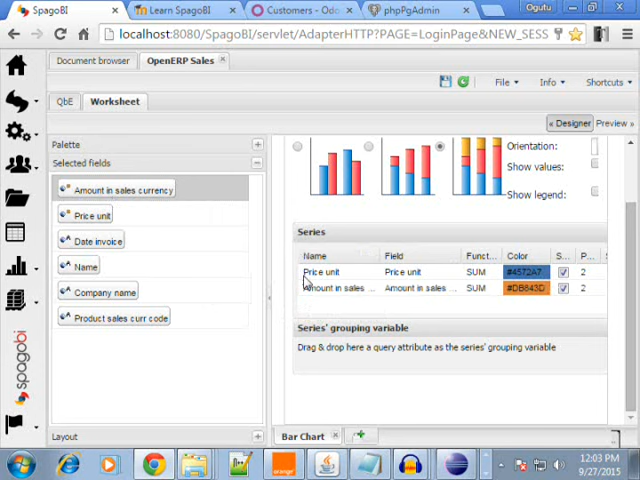 SpagoBI
Learn SpagoBI
Customers - Odo
phpPgAdmin
Ogutu
localhost:8080/SpagoBI/servlet/AdapterHTTP?PAGE=LoginPage&NEW_SESS
Document browser
OpenERP Sales
File
Info
Shortcuts
QbE
Worksheet
« Designer
Preview »
Palette
Selected fields
Amount in sales currency
Price unit
Date invoice
Name
Company name
Product sales curr code
Layout
Orientation:
Show values:
Show legend:
Series
Name Field Funct... Color S... P...
Price unit Price unit SUM #4572A7 2
Amount in sales ... Amount in sales ... SUM #DB843D 2
Series' grouping variable
Drag & drop here a query attribute as the series' grouping variable
Bar Chart
spagobi
orange
12:03 PM
9/27/2015